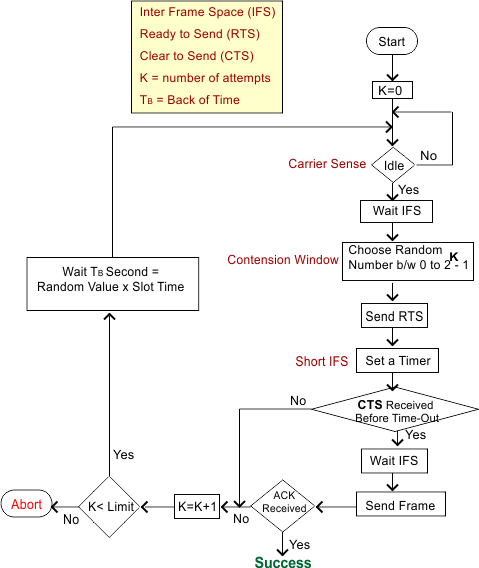 Inter Frame Space (IFS)
Ready to Send (RTS)
Clear to Send (CTS)
K = number of attempts
TB = Back of Time
Start
K=0
Carrier Sense
Idle
No
Yes
Wait IFS
Contension Window
Choose Random
Number b/w 0 to 2K - 1
Wait TB Second =
Random Value x Slot Time
Send RTS
Short IFS
Set a Timer
No
CTS Received
Before Time-Out
Yes
Wait IFS
Yes
Abort
No
K< Limit
K=K+1
No
ACK
Received
Send Frame
Yes
Success